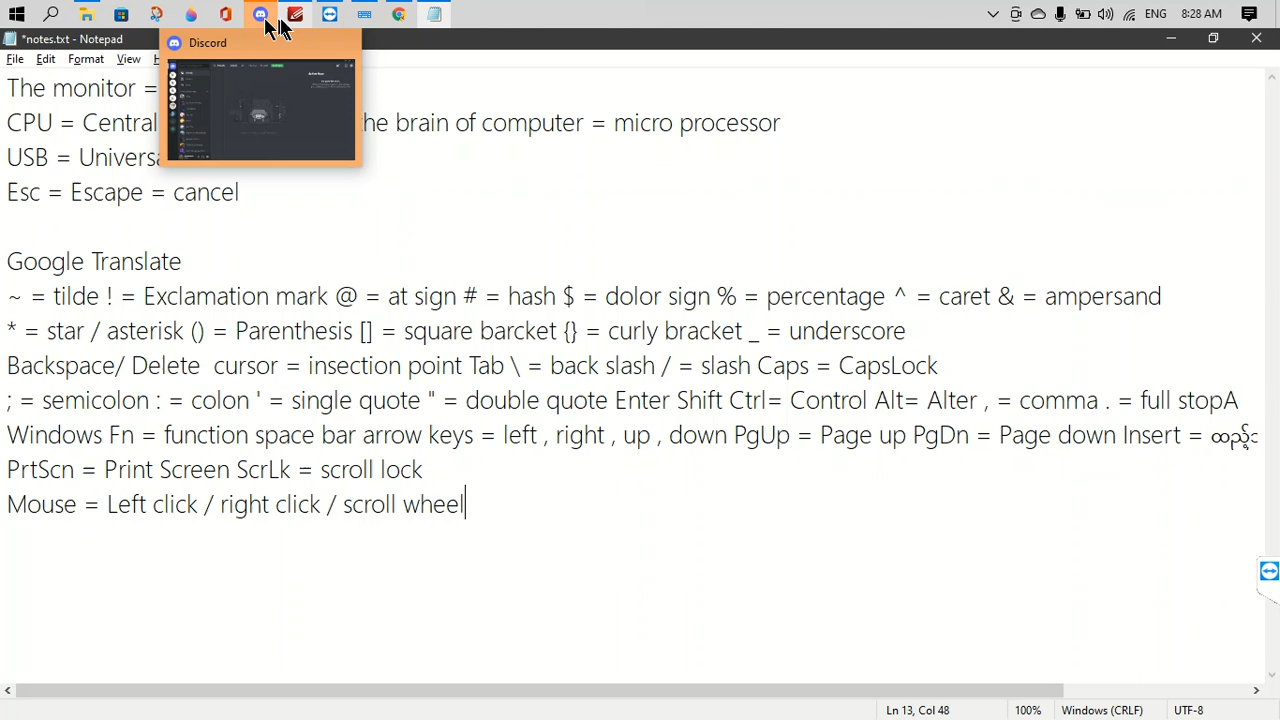 ENG 8:28 AM
*notes.txt - Notepad
Discord
File Edit Format View
The monitor =
CPU = Central the brain of computer = micro processor
USB = Univers
Esc = Escape = cancel
Google Translate
~ = tilde ! = Exclamation mark @ = at sign # = hash $ = dolor sign % = percentage ^ = caret & = ampersand
* = star / asterisk () = Parenthesis [] = square barcket {} = curly bracket _ = underscore
Backspace/ Delete cursor = insection point Tab \ = back slash / = slash Caps = CapsLock
; = semicolon : = colon ' = single quote " = double quote Enter Shift Ctrl= Control Alt= Alter , = comma . = full stopA
Windows Fn = function space bar arrow keys = left , right , up , down PgUp = Page up PgDn = Page down Insert = ထည့်
PrtScn = Print Screen ScrLk = scroll lock
Mouse = Left click / right click / scroll wheel
Ln 13, Col 48 100% Windows (CRLF) UTF-8